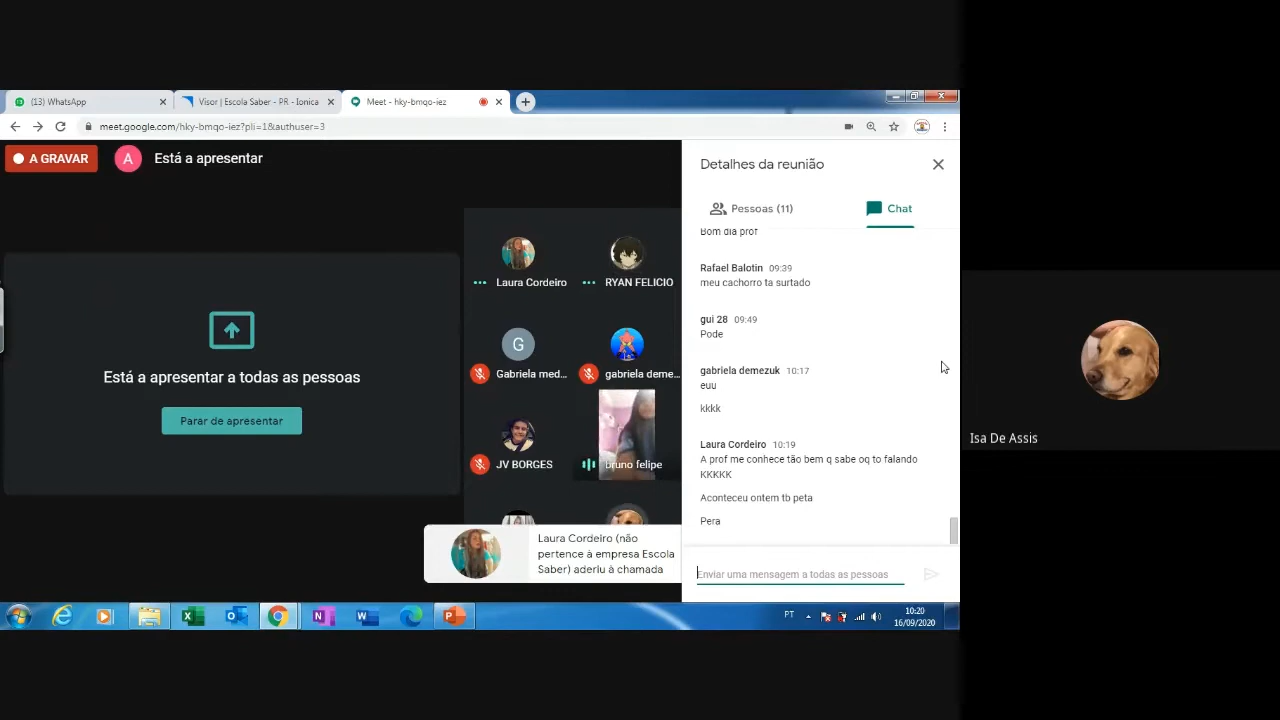 (13) WhatsApp
Visor | Escola Saber - PR - Ionica
Meet - hky-bmqo-iez
meet.google.com/hky-bmqo-iez?pli=1&authuser=3
A GRAVAR
A
Está a apresentar
Está a apresentar a todas as pessoas
Parar de apresentar
Laura Cordeiro
RYAN FELICIO
G
Gabriela med...
gabriela deme...
JV BORGES
bruno felipe
Laura Cordeiro (não
pertence à empresa Escola
Saber) aderiu à chamada
Detalhes da reunião
Pessoas (11)
Chat
Bom dia prof
Rafael Balotin 09:39
meu cachorro ta surtado
gui 28 09:49
Pode
gabriela demezuk 10:17
euu
kkkk
Laura Cordeiro 10:19
A prof me conhece tão bem q sabe oq to falando
KKKKK
Aconteceu ontem tb peta
Pera
Enviar uma mensagem a todas as pessoas
PT
10:20
16/09/2020
Isa De Assis